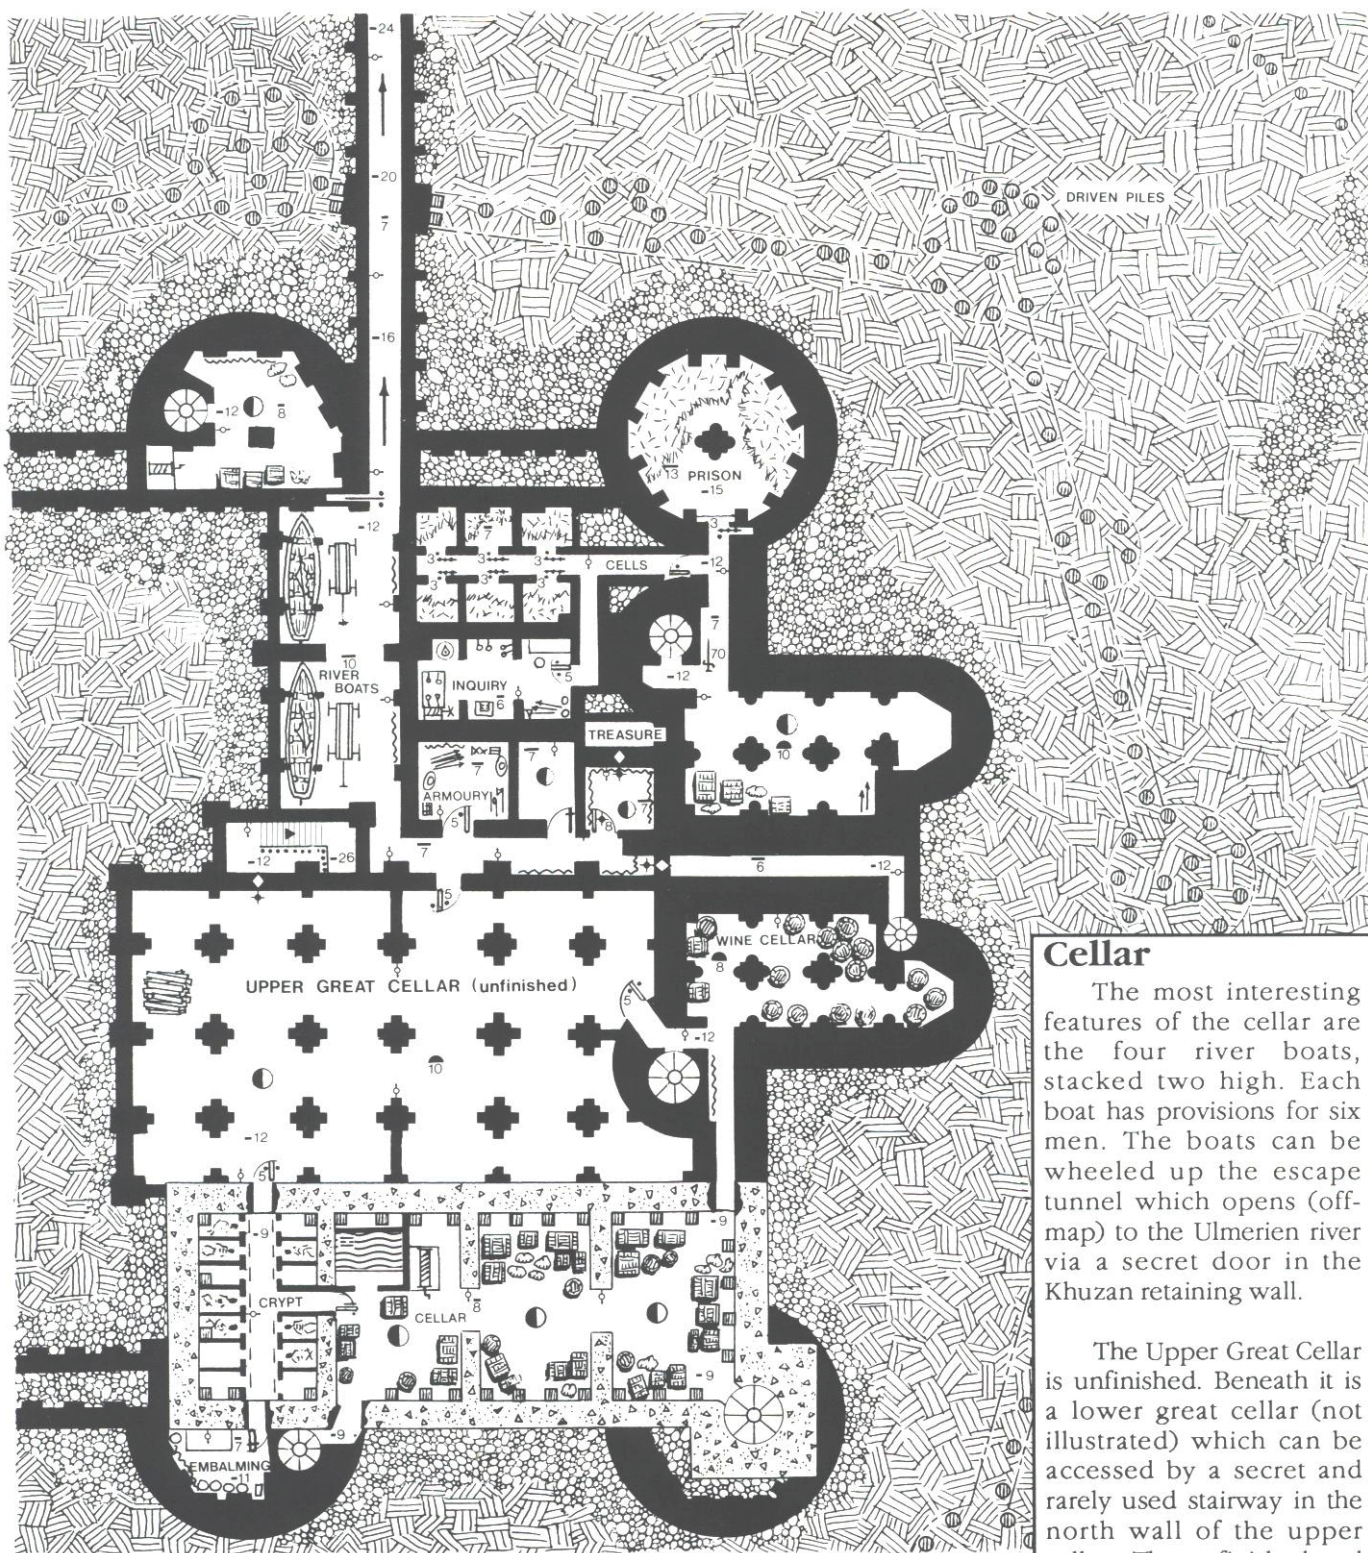 -24
-20
7
DRIVEN PILES
-16
-12
8
13
PRISON
-15
3
-12
7
3
3
3
CELLS
-12
3
3
3
7
70
10
RIVER
BOATS
INQUIRY
6
5
-12
TREASURE
10
7
7
ARMOURY
7
5
8
-12
-26
7
6
-12
5
WINE CELLAR
8
UPPER GREAT CELLAR (unfinished)
5
-12
10
-12
5
-9
-9
CRYPT
8
CELLAR
-9
-9
7
EMBALMING
-11
Cellar
The most interesting
features of the cellar are
the four river boats,
stacked two high. Each
boat has provisions for six
men. The boats can be
wheeled up the escape
tunnel which opens (off-
map) to the Ulmerien river
via a secret door in the
Khuzan retaining wall.
The Upper Great Cellar
is unfinished. Beneath it is
a lower great cellar (not
illustrated) which can be
accessed by a secret and
rarely used stairway in the
north wall of the upper